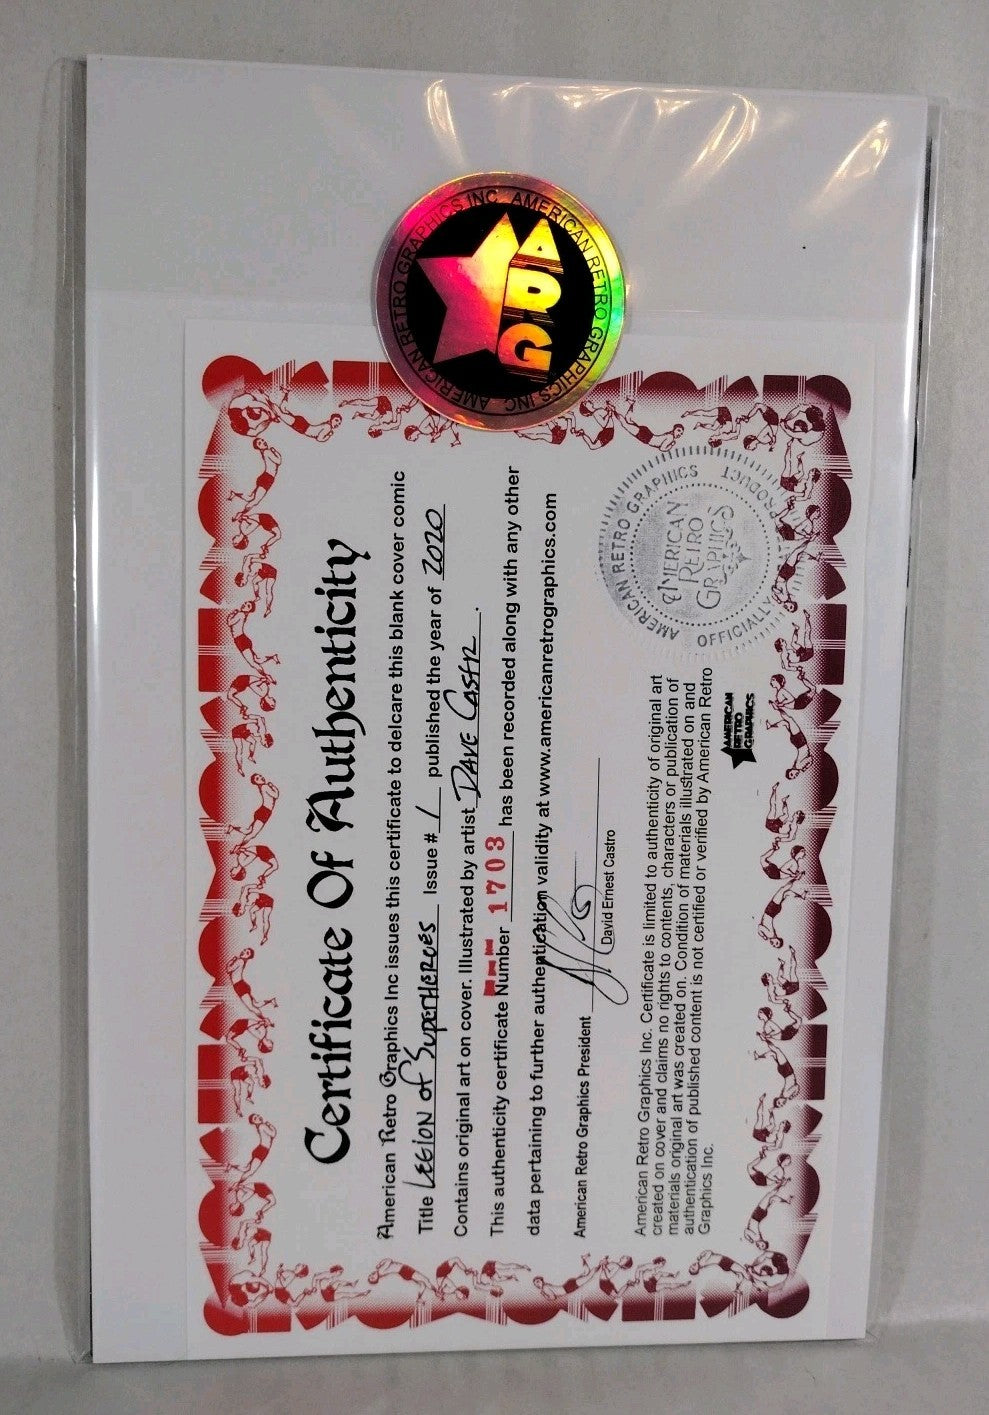 AMERICAN RETRO GRAPHICS INC. AMERICAN RETRO GRAPHICS INC.
ARG
Certificate Of Authenticity
American Retro Graphics Inc issues this certificate to delcare this blank cover comic
Title LEGION of SUPERHEROES Issue # 1 published the year of 2020
Contains original art on cover. Illustrated by artist DAVE CASTR.
This authenticity certificate Number 1703 has been recorded along with any other
data pertaining to further authentication validity at www.americanretrographics.com
American Retro Graphics President
David Ernest Castro
American Retro Graphics Inc. Certificate is limited to authenticity of original art
created on cover and claims no rights to contents, characters or publication of
materials original art was created on. Condition of materials illustrated on and
authentication of published content is not certified or verified by American Retro
Graphics Inc.
AMERICAN
RETRO
GRAPHICS
AMERICAN RETRO GRAPHICS
OFFICIALLY
PRODUCT
AMERICAN
RETRO
GRAPHICS